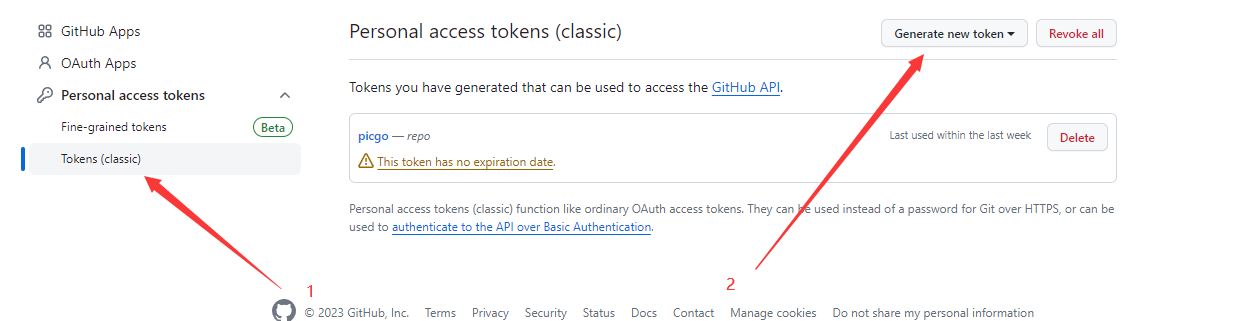 GitHub Apps
OAuth Apps
Personal access tokens
Fine-grained tokens Beta
Tokens (classic)
Personal access tokens (classic) Generate new token Revoke all
Tokens you have generated that can be used to access the GitHub API.
picgo — repo Last used within the last week Delete
This token has no expiration date.
Personal access tokens (classic) function like ordinary OAuth access tokens. They can be used instead of a password for Git over HTTPS, or can be
used to authenticate to the API over Basic Authentication.
1
2
© 2023 GitHub, Inc. Terms Privacy Security Status Docs Contact Manage cookies Do not share my personal information